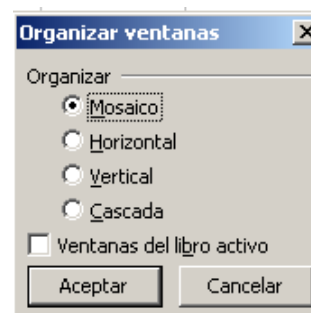 Organizar ventanas
Organizar
Mosaico
Horizontal
Vertical
Cascada
Ventanas del libro activo
Aceptar Cancelar